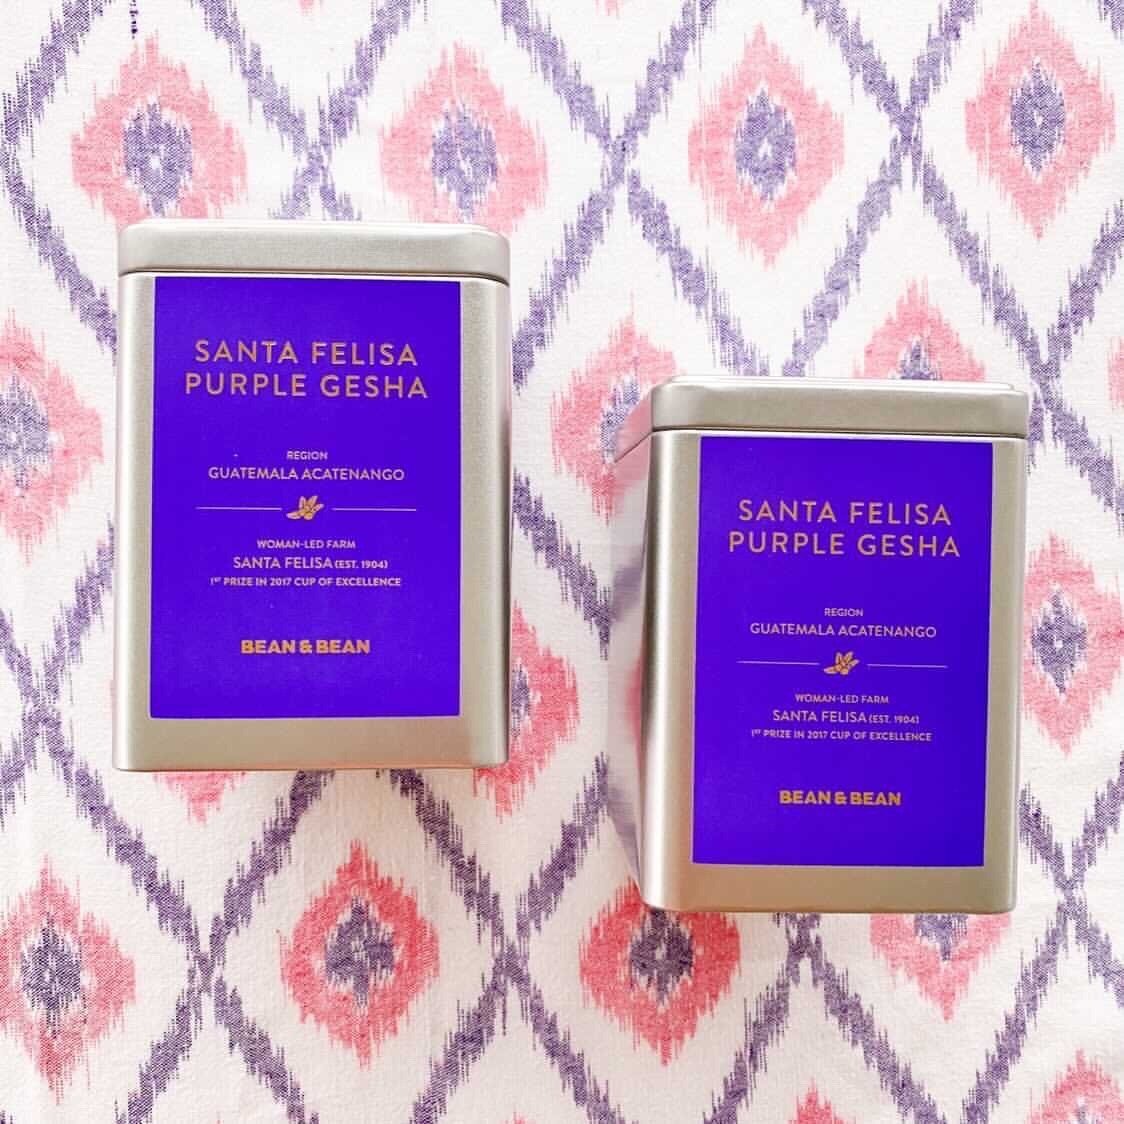 SANTA FELISA
PURPLE GESHA
REGION
GUATEMALA ACATENANGO
WOMAN-LED FARM
SANTA FELISA (EST. 1904)
1ST PRIZE IN 2017 CUP OF EXCELLENCE
BEAN & BEAN
SANTA FELISA
PURPLE GESHA
REGION
GUATEMALA ACATENANGO
WOMAN-LED FARM
SANTA FELISA (EST. 1904)
1ST PRIZE IN 2017 CUP OF EXCELLENCE
BEAN & BEAN